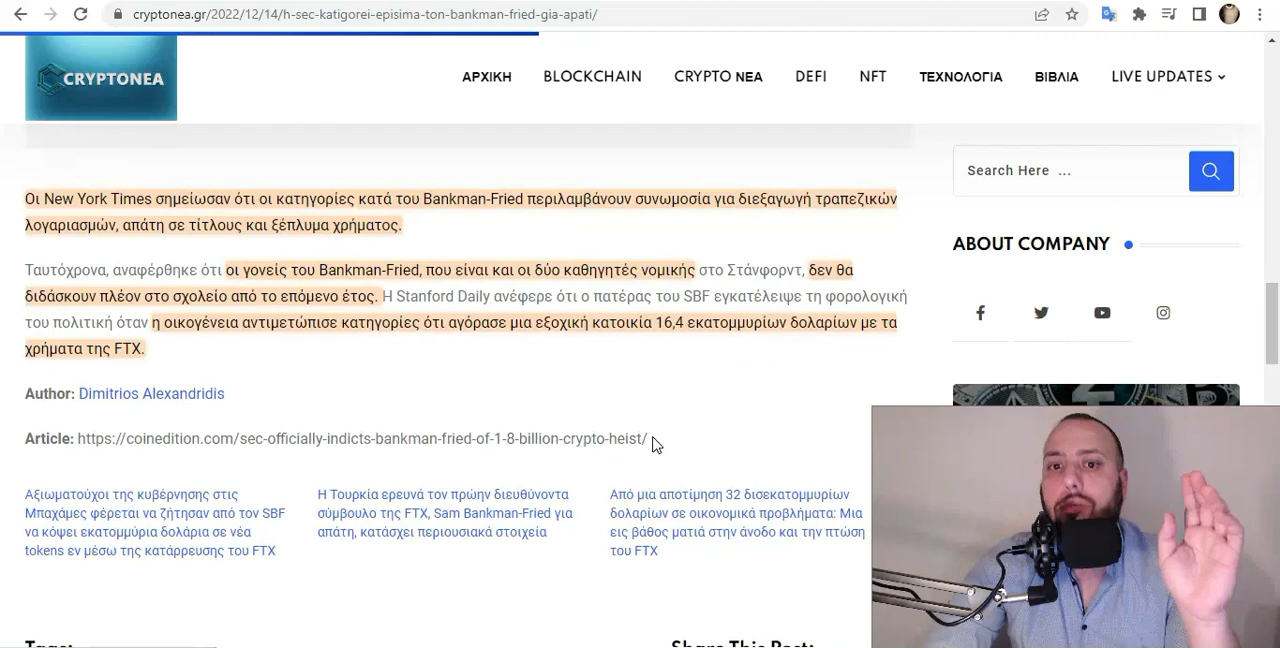 cryptonea.gr/2022/12/14/h-sec-katigorei-episima-ton-bankman-fried-gia-apati/
CRYPTONEA
ΑΡΧΙΚΗ BLOCKCHAIN CRYPTO ΝΕΑ DEFI NFT ΤΕΧΝΟΛΟΓΙΑ ΒΙΒΛΙΑ LIVE UPDATES
Οι New York Times σημείωσαν ότι οι κατηγορίες κατά του Bankman-Fried περιλαμβάνουν συνωμοσία για διεξαγωγή τραπεζικών
λογαριασμών, απάτη σε τίτλους και ξέπλυμα χρήματος.
Ταυτόχρονα, αναφέρθηκε ότι οι γονείς του Bankman-Fried, που είναι και οι δύο καθηγητές νομικής στο Στάνφορντ, δεν θα
διδάσκουν πλέον στο σχολείο από το επόμενο έτος. Η Stanford Daily ανέφερε ότι ο πατέρας του SBF εγκατέλειψε τη φορολογική
του πολιτική όταν η οικογένεια αντιμετώπισε κατηγορίες ότι αγόρασε μια εξοχική κατοικία 16,4 εκατομμυρίων δολαρίων με τα
χρήματα της FTX.
Author: Dimitrios Alexandridis
Article: https://coinedition.com/sec-officially-indicts-bankman-fried-of-1-8-billion-crypto-heist/
Αξιωματούχοι της κυβέρνησης στις
Μπαχάμες φέρεται να ζήτησαν από τον SBF
να κόψει εκατομμύρια δολάρια σε νέα
tokens εν μέσω της κατάρρευσης του FTX
Η Τουρκία ερευνά τον πρώην διευθύνοντα
σύμβουλο της FTX, Sam Bankman-Fried για
απάτη, κατάσχει περιουσιακά στοιχεία
Από μια αποτίμηση 32 δισεκατομμυρίων
δολαρίων σε οικονομικά προβλήματα: Μια
εις βάθος ματιά στην άνοδο και την πτώση
του FTX
Tags:
Share This Post:
Search Here ...
ABOUT COMPANY